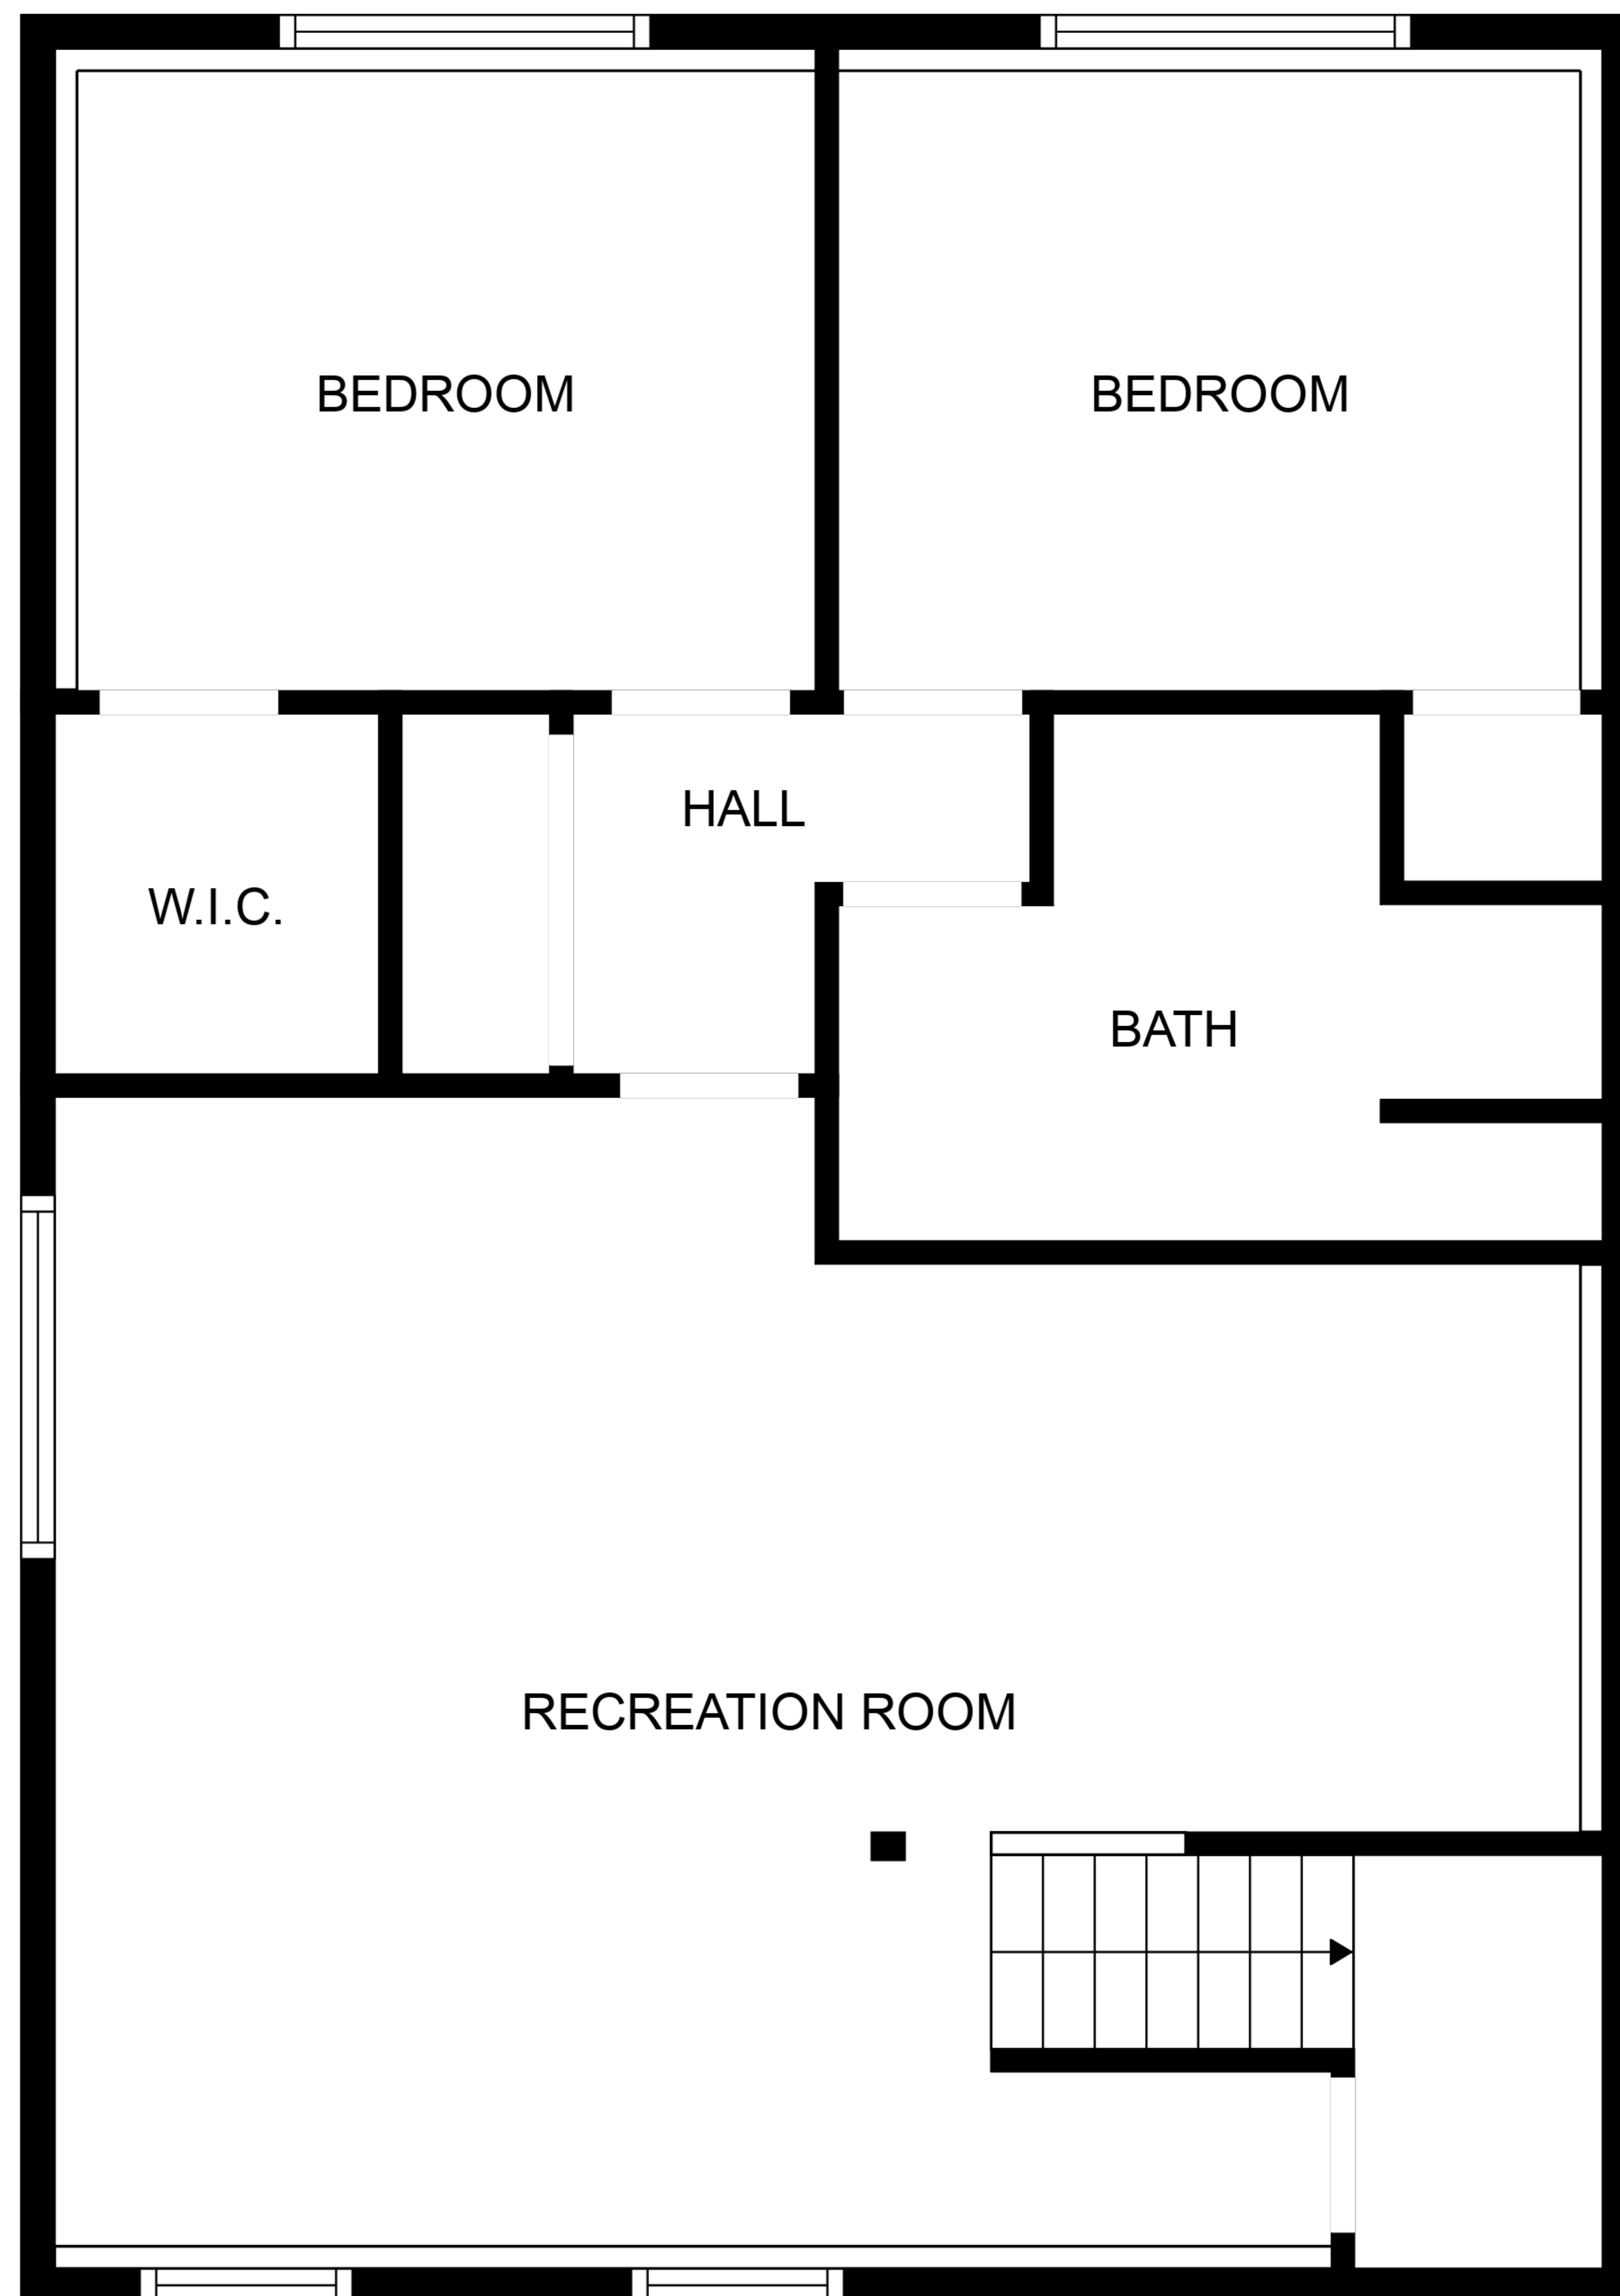 BEDROOM
BEDROOM
HALL
W.I.C.
BATH
RECREATION ROOM